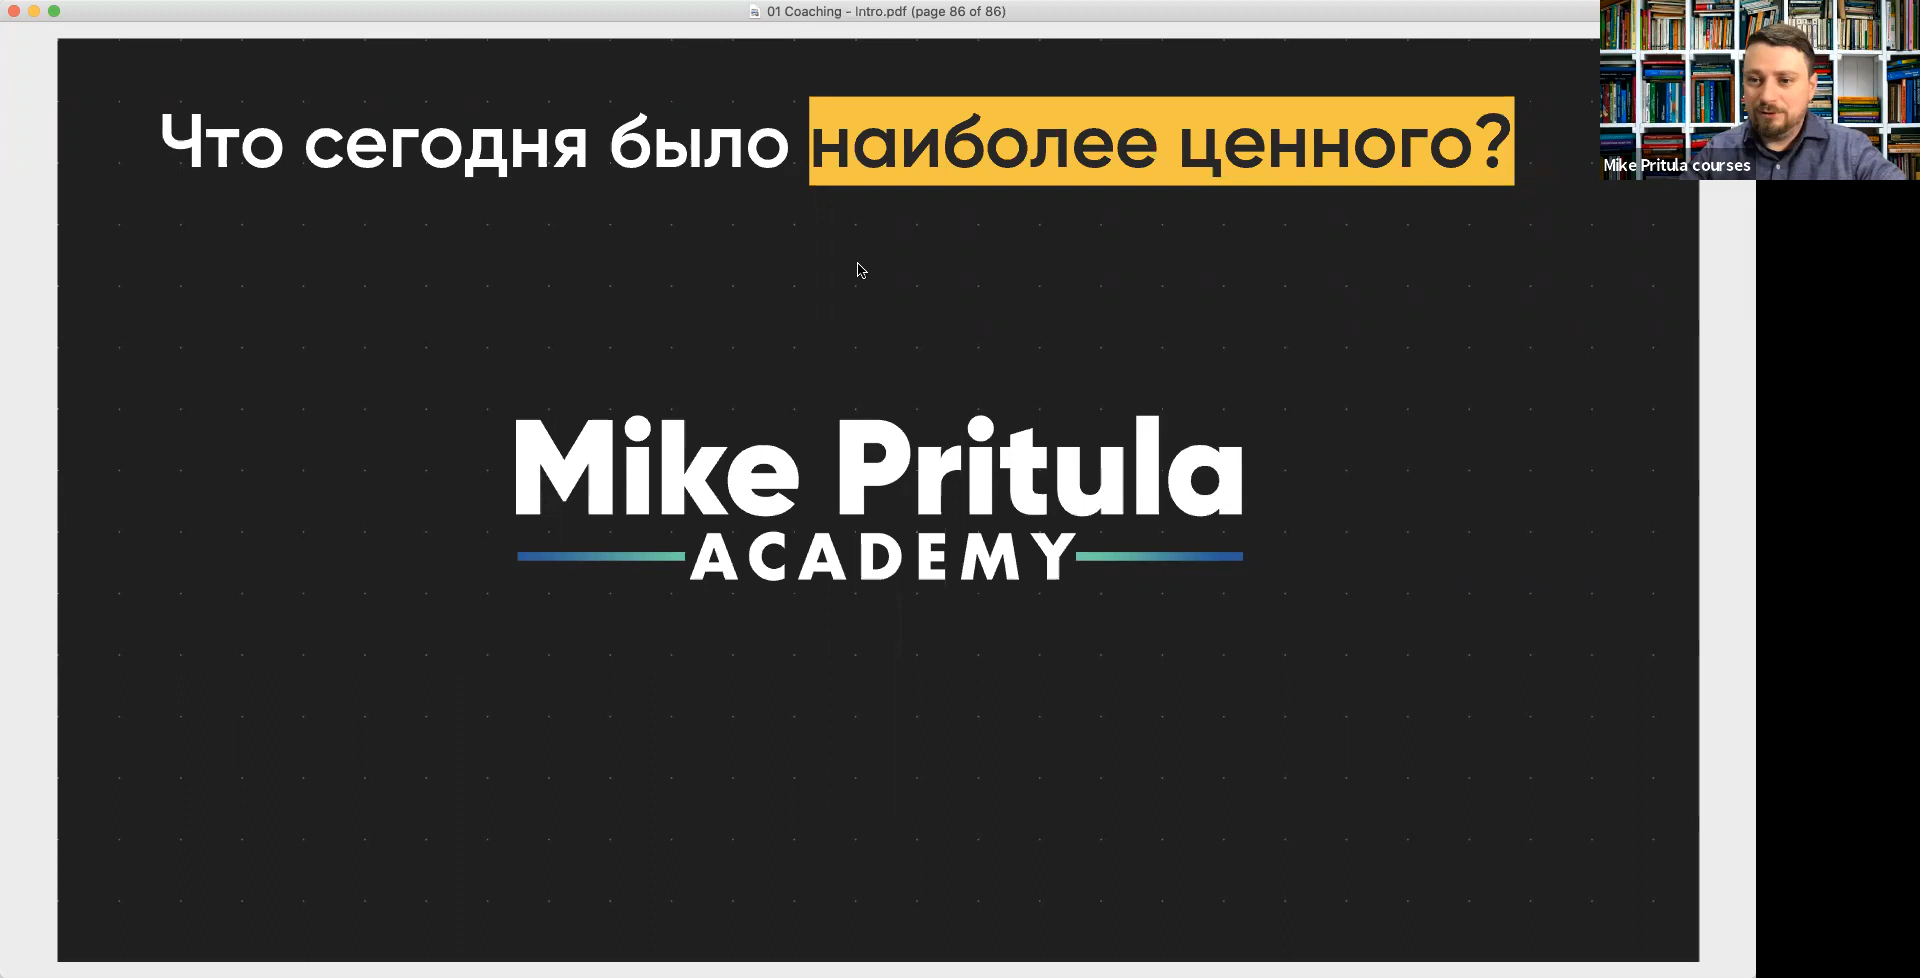 01 Coaching - Intro.pdf (page 86 of 86)
Что сегодня было наиболее ценного?
Mike Pritula courses
Mike Pritula
ACADEMY